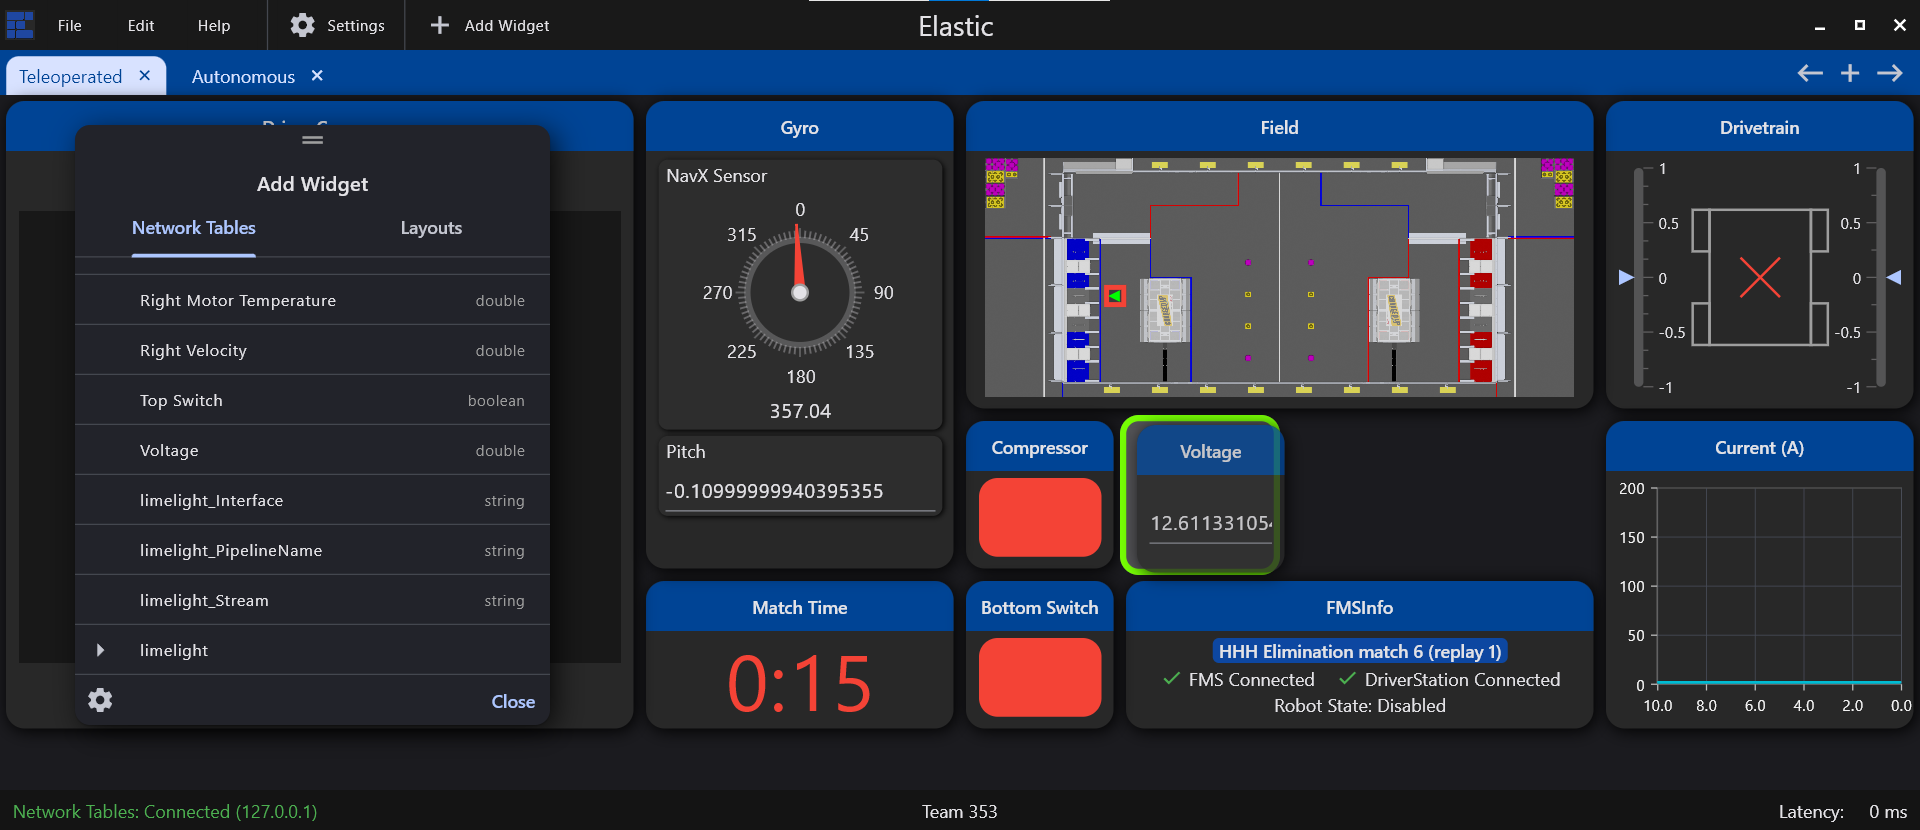 File Edit Help Settings Add Widget Elastic
Teleoperated Autonomous
Add Widget
Network Tables Layouts
Right Motor Temperature double
Right Velocity double
Top Switch boolean
Voltage double
limelight_Interface string
limelight_PipelineName string
limelight_Stream string
limelight
Close
Gyro
NavX Sensor
0
315 45
270 90
225 135
180
357.04
Pitch
-0.10999999940395355
Match Time
0:15
Field
Compressor
Voltage
12.611331054
Bottom Switch
FMSInfo
HHH Elimination match 6 (replay 1)
FMS Connected DriverStation Connected
Robot State: Disabled
Drivetrain
1 1
0.5 0.5
0 0
-0.5 -0.5
-1 -1
Current (A)
200
150
100
50
0
10.0 8.0 6.0 4.0 2.0 0.0
Network Tables: Connected (127.0.0.1) Team 353 Latency: 0 ms